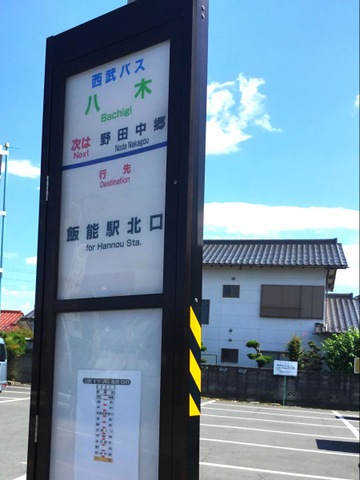 西武バス
八木
Bachigi
次は 野田中郷
Next Noda Nakagou
行先
Destination
飯能駅北口
for Hannou Sta.